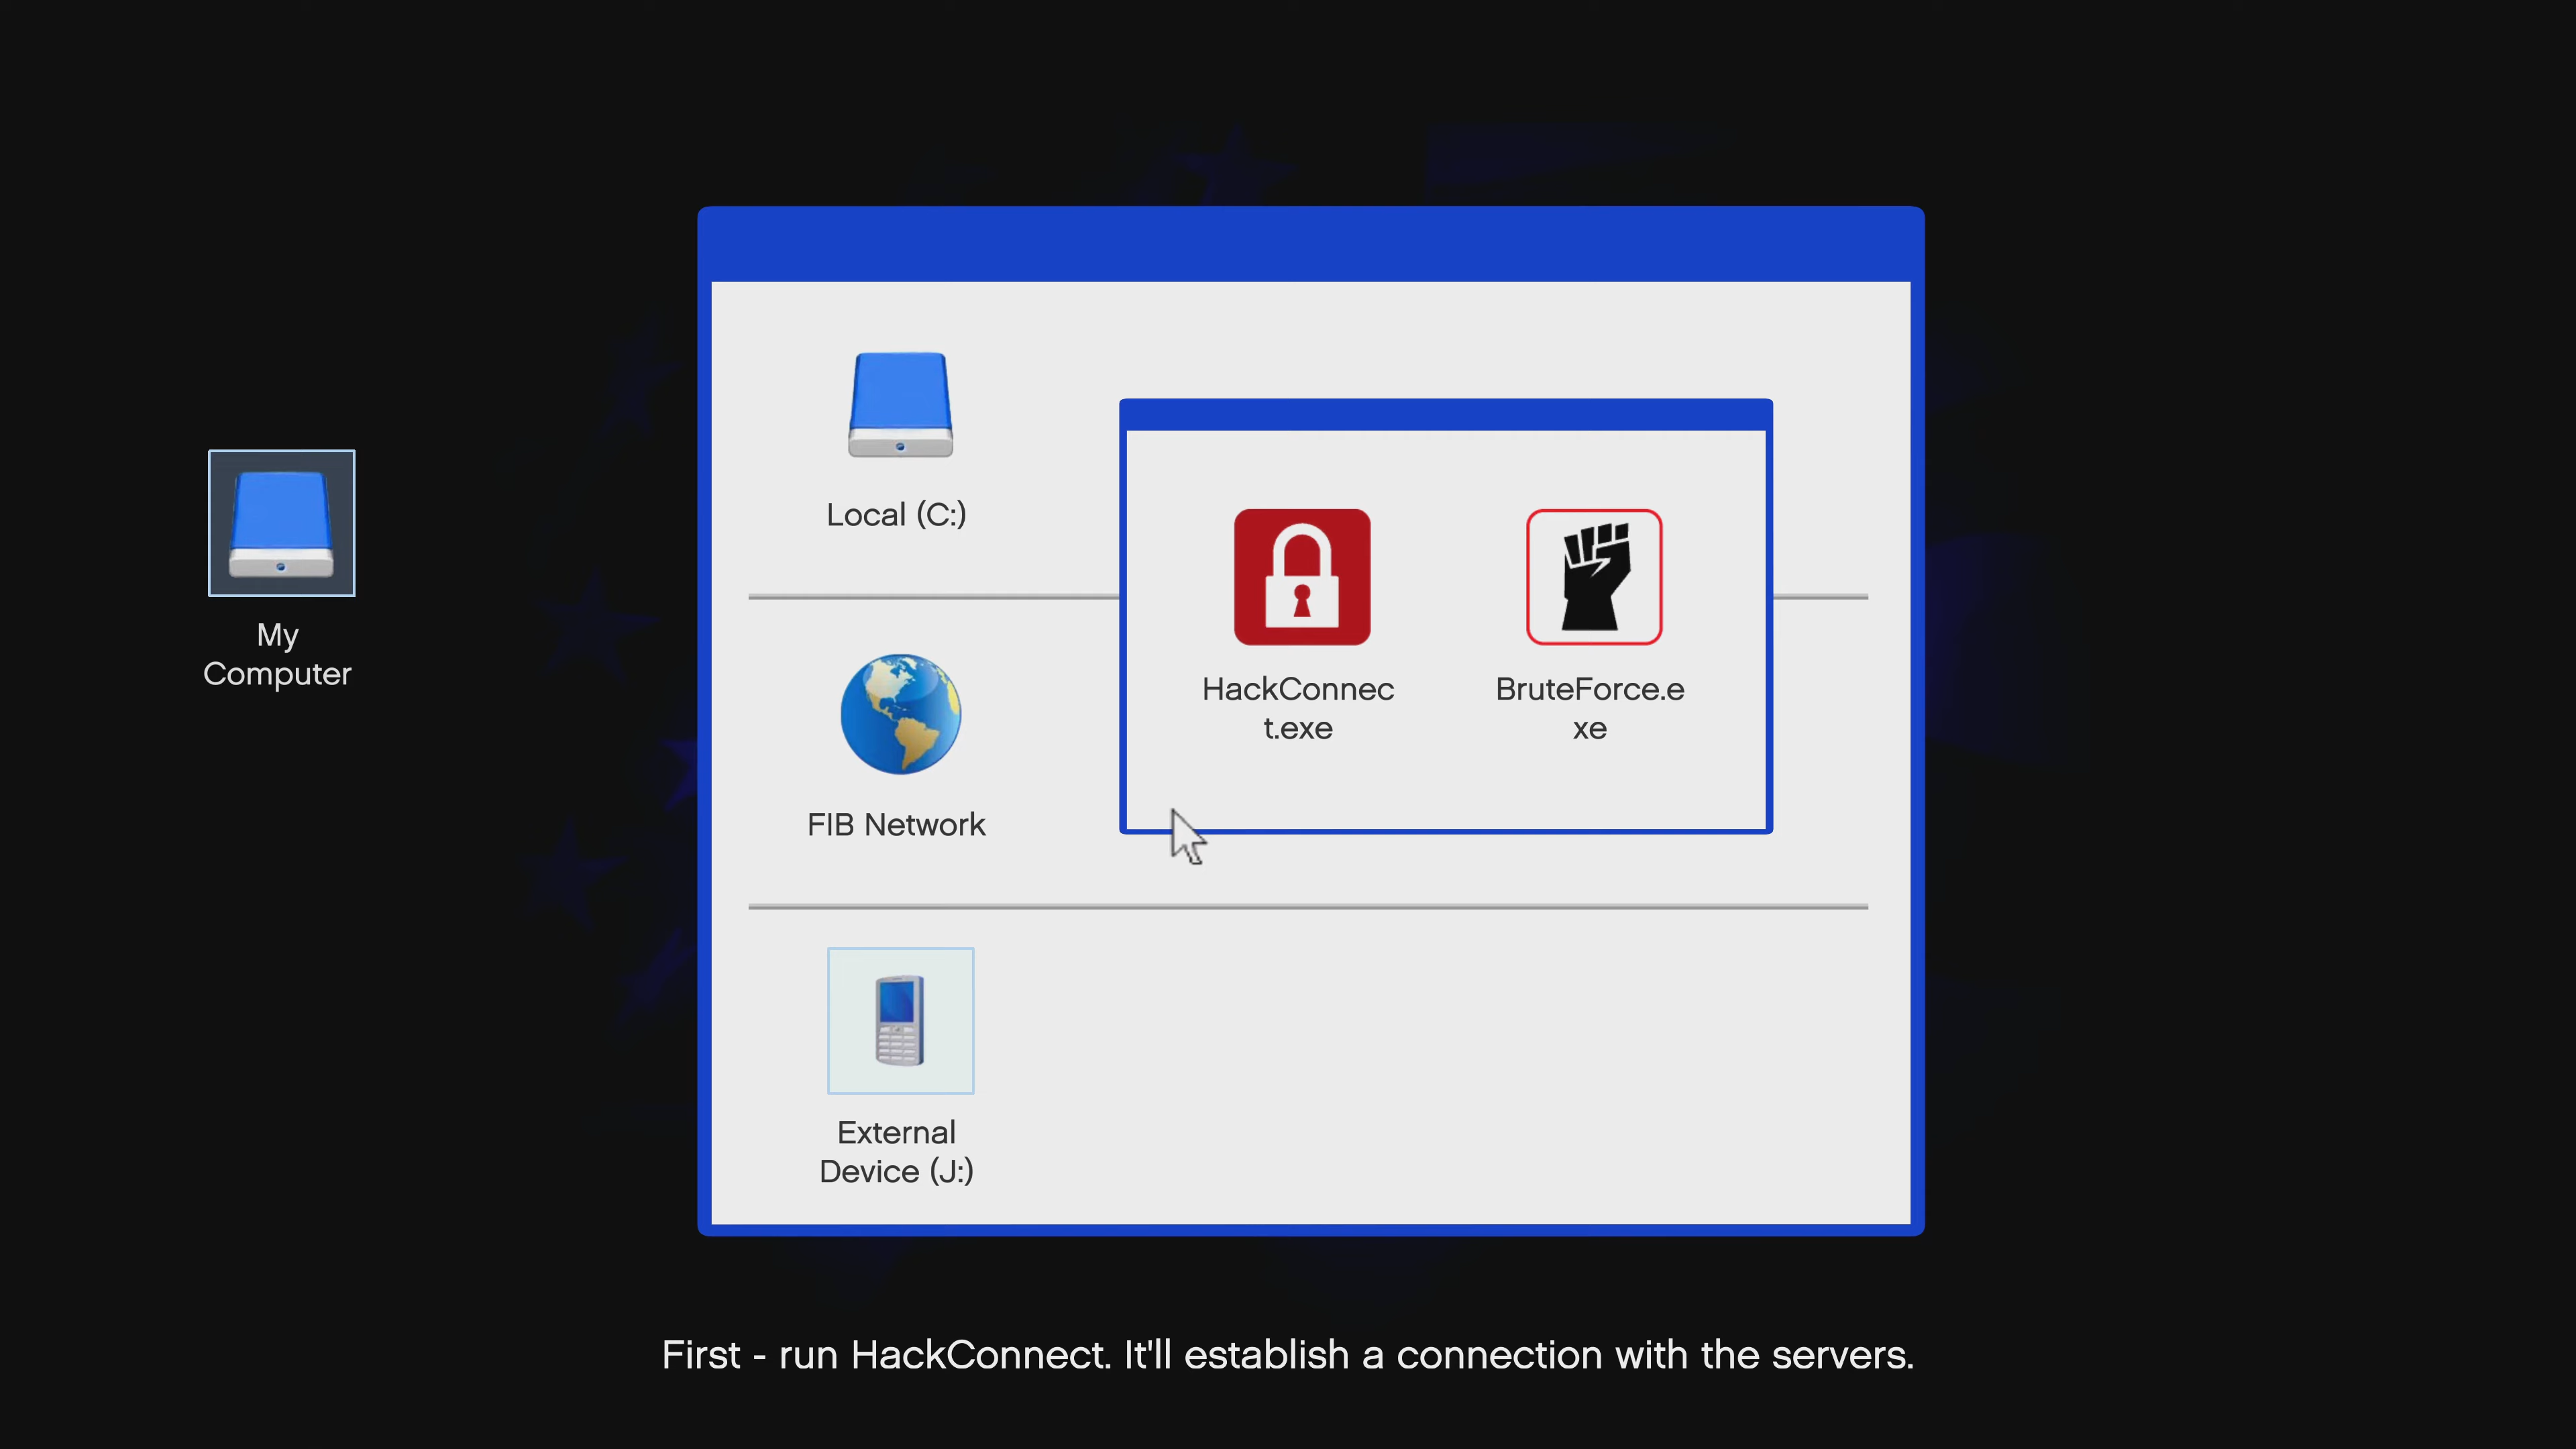 My
Computer
Local (C:)
HackConnec
t.exe
BruteForce.e
xe
FIB Network
External
Device (J:)
First - run HackConnect. It'll establish a connection with the servers.